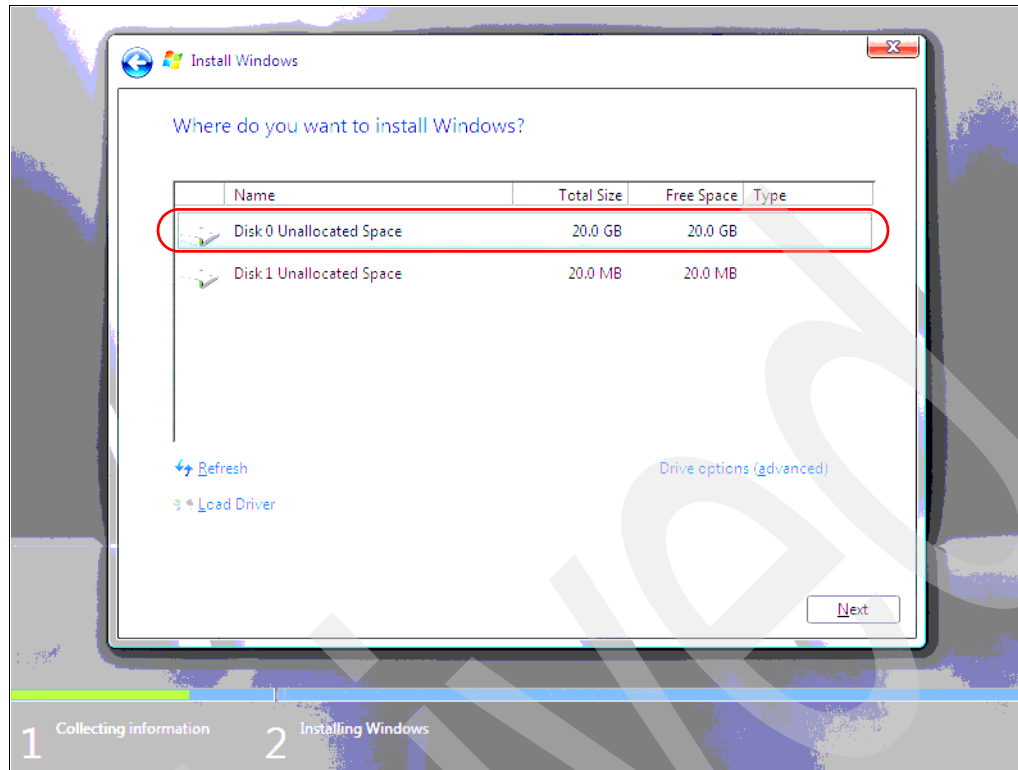 Install Windows
Where do you want to install Windows?
Name Total Size Free Space Type
Disk 0 Unallocated Space 20.0 GB 20.0 GB
Disk 1 Unallocated Space 20.0 MB 20.0 MB
Refresh Drive options (advanced)
Load Driver
Next
1 Collecting information 2 Installing Windows